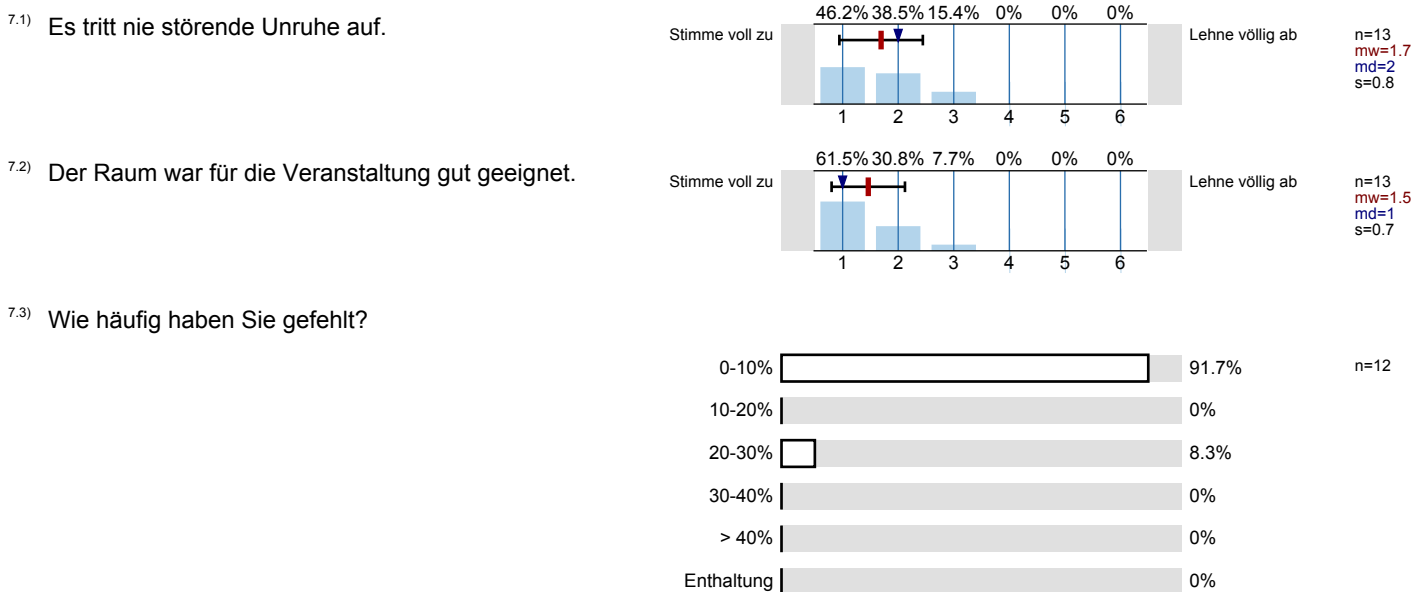 7.1) Es tritt nie störende Unruhe auf.
46.2% 38.5% 15.4% 0% 0% 0%
Stimme voll zu
Lehne völlig ab
n=13
mw=1.7
md=2
s=0.8
1 2 3 4 5 6
7.2) Der Raum war für die Veranstaltung gut geeignet.
61.5% 30.8% 7.7% 0% 0% 0%
Stimme voll zu
Lehne völlig ab
n=13
mw=1.5
md=1
s=0.7
1 2 3 4 5 6
7.3) Wie häufig haben Sie gefehlt?
0-10% 91.7% n=12
10-20% 0%
20-30% 8.3%
30-40% 0%
> 40% 0%
Enthaltung 0%